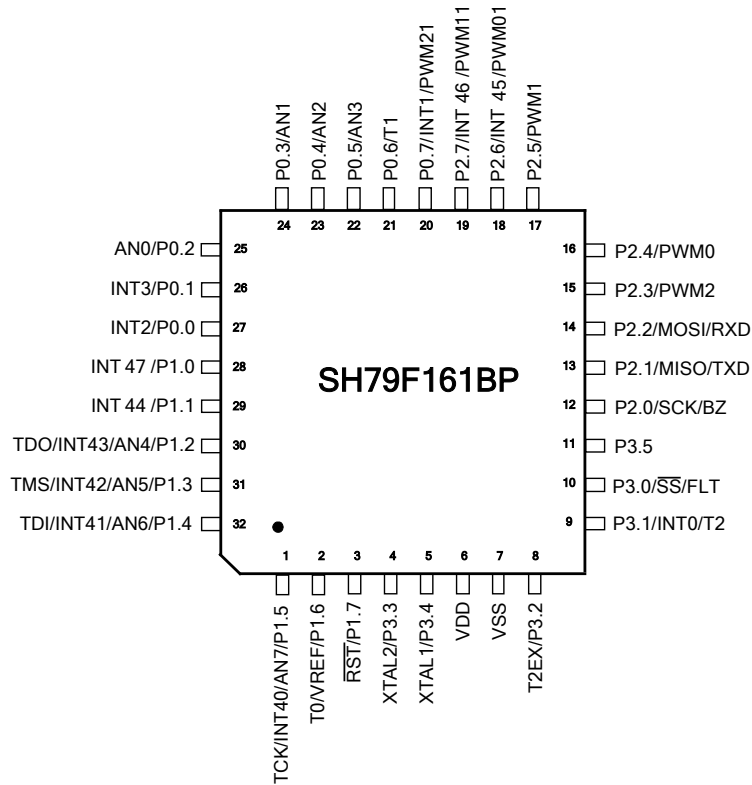 P0.3/AN1
P0.4/AN2
P0.5/AN3
P0.6/T1
P0.7/INT1/PWM21
P2.7/INT 46 /PWM11
P2.6/INT 45/PWM01
P2.5/PWM1
24
23
22
21
20
19
18
17
AN0/P0.2
25
INT3/P0.1
26
INT2/P0.0
27
INT 47 /P1.0
28
INT 44 /P1.1
29
TDO/INT43/AN4/P1.2
30
TMS/INT42/AN5/P1.3
31
TDI/INT41/AN6/P1.4
32
SH79F161BP
16
P2.4/PWM0
15
P2.3/PWM2
14
P2.2/MOSI/RXD
13
P2.1/MISO/TXD
12
P2.0/SCK/BZ
11
P3.5
10
P3.0/S̅S̅/FLT
9
P3.1/INT0/T2
1
2
3
4
5
6
7
8
TCK/INT40/AN7/P1.5
T0/VREF/P1.6
R̅S̅T̅/P1.7
XTAL2/P3.3
XTAL1/P3.4
VDD
VSS
T2EX/P3.2